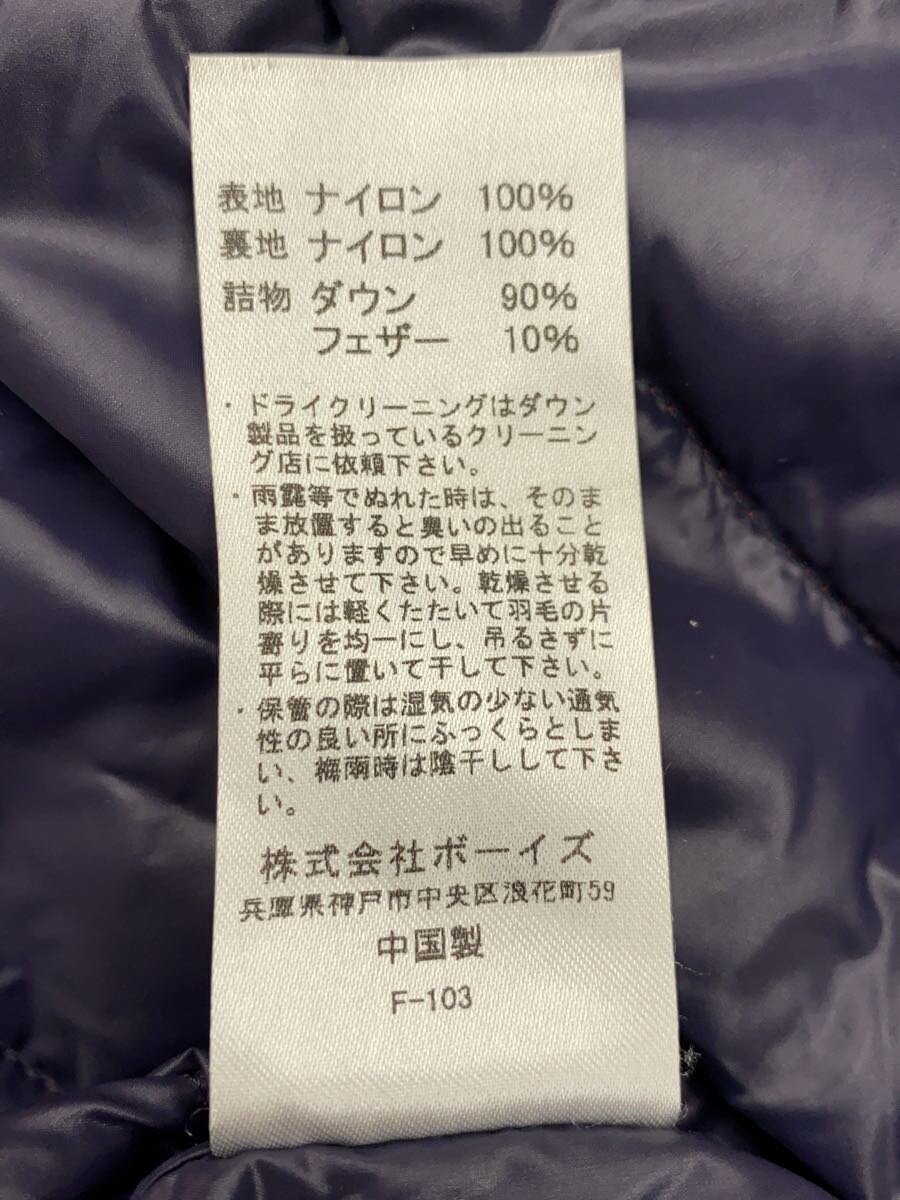 表地 ナイロン 100%
裏地 ナイロン 100%
詰物 ダウン 90%
フェザー 10%
・ドライクリーニングはダウン
製品を扱っているクリーニン
グ店に依頼下さい。
・雨露等でぬれた時は、そのま
ま放置すると臭いの出ること
がありますので早めに十分乾
燥させて下さい。乾燥させる
際には軽くたたいて羽毛の片
寄りを均一にし、吊るさずに
平らに置いて干して下さい。
・保管の際は湿気の少ない通気
性の良い所にふっくらとしま
い、梅雨時は陰干しして下さ
い。
株式会社ボーイズ
兵庫県神戸市中央区浪花町59
中国製
F-103